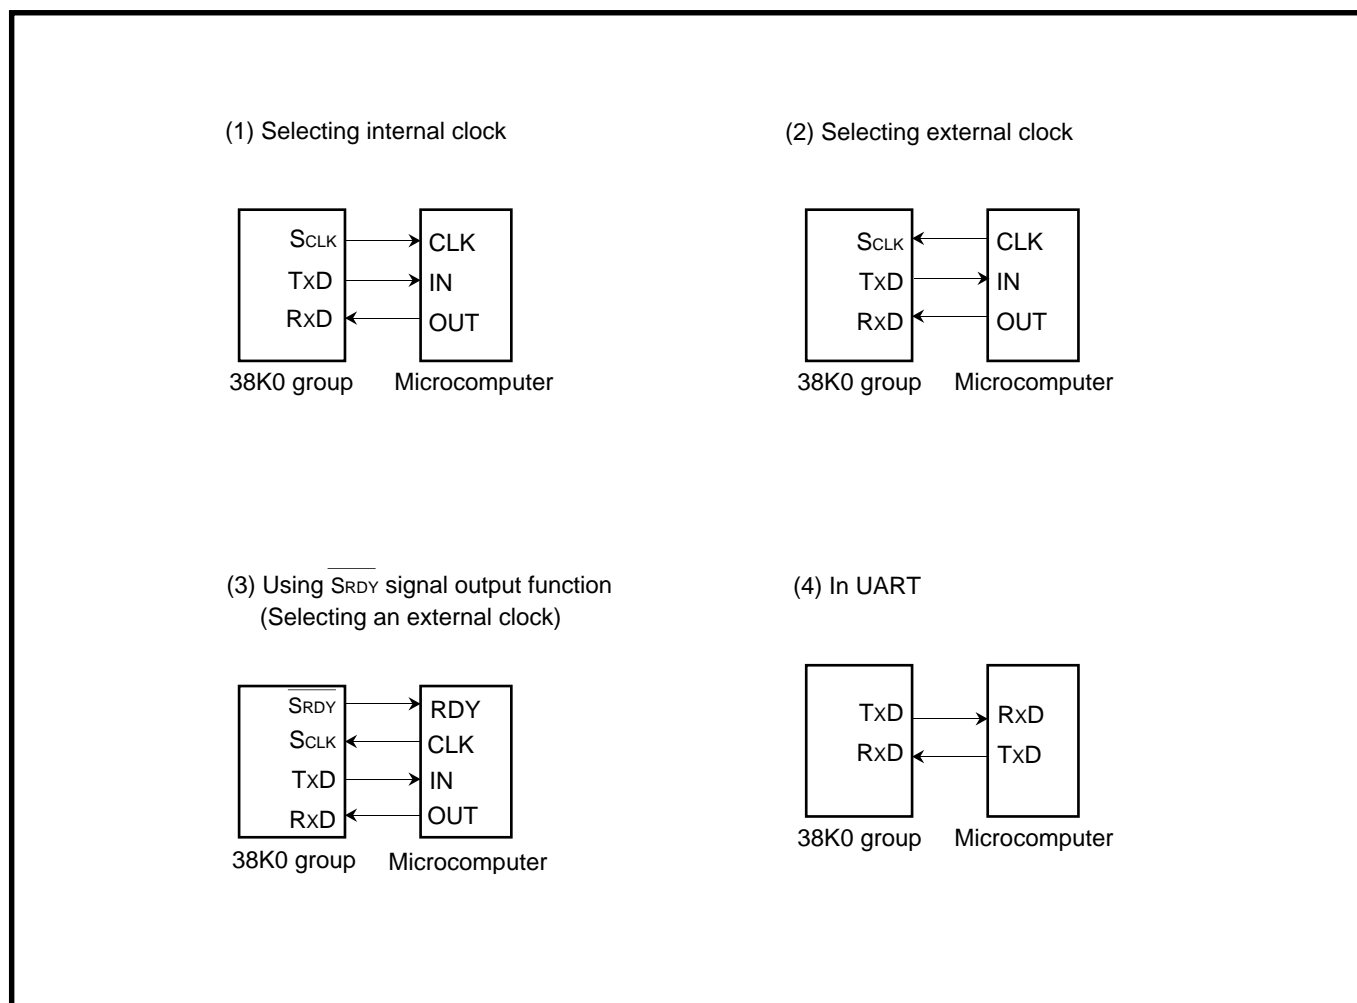 (1) Selecting internal clock
SCLK CLK
TxD IN
RxD OUT
38K0 group Microcomputer
(2) Selecting external clock
SCLK CLK
TxD IN
RxD OUT
38K0 group Microcomputer
(3) Using S̅R̅D̅Y̅ signal output function
(Selecting an external clock)
S̅R̅D̅Y̅ RDY
SCLK CLK
TxD IN
RxD OUT
38K0 group Microcomputer
(4) In UART
TxD RxD
RxD TxD
38K0 group Microcomputer